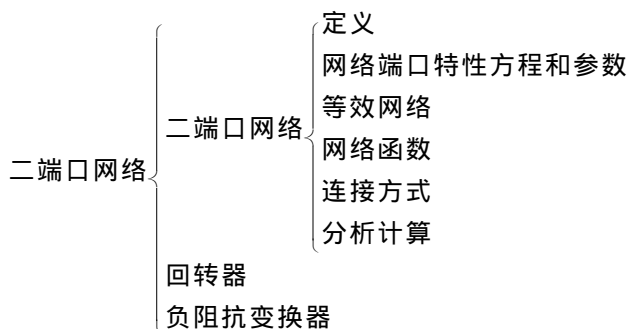 定义
网络端口特性方程和参数
等效网络
二端口网络
网络函数
二端口网络
连接方式
分析计算
回转器
负阻抗变换器